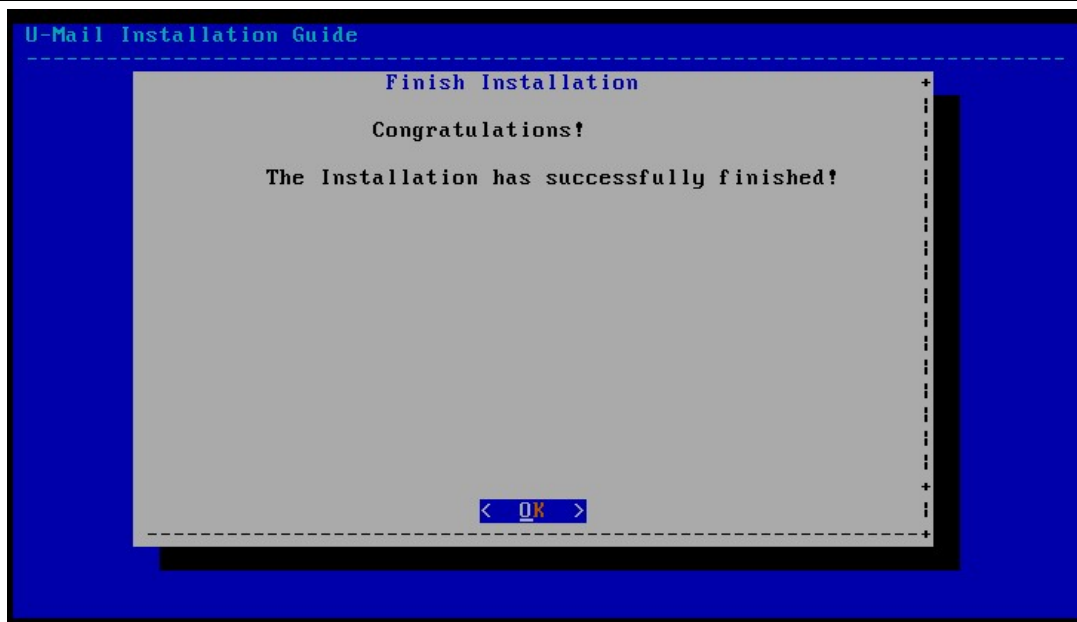 U-Mail Installation Guide
Finish Installation
Congratulations!
The Installation has successfully finished!
< OK >